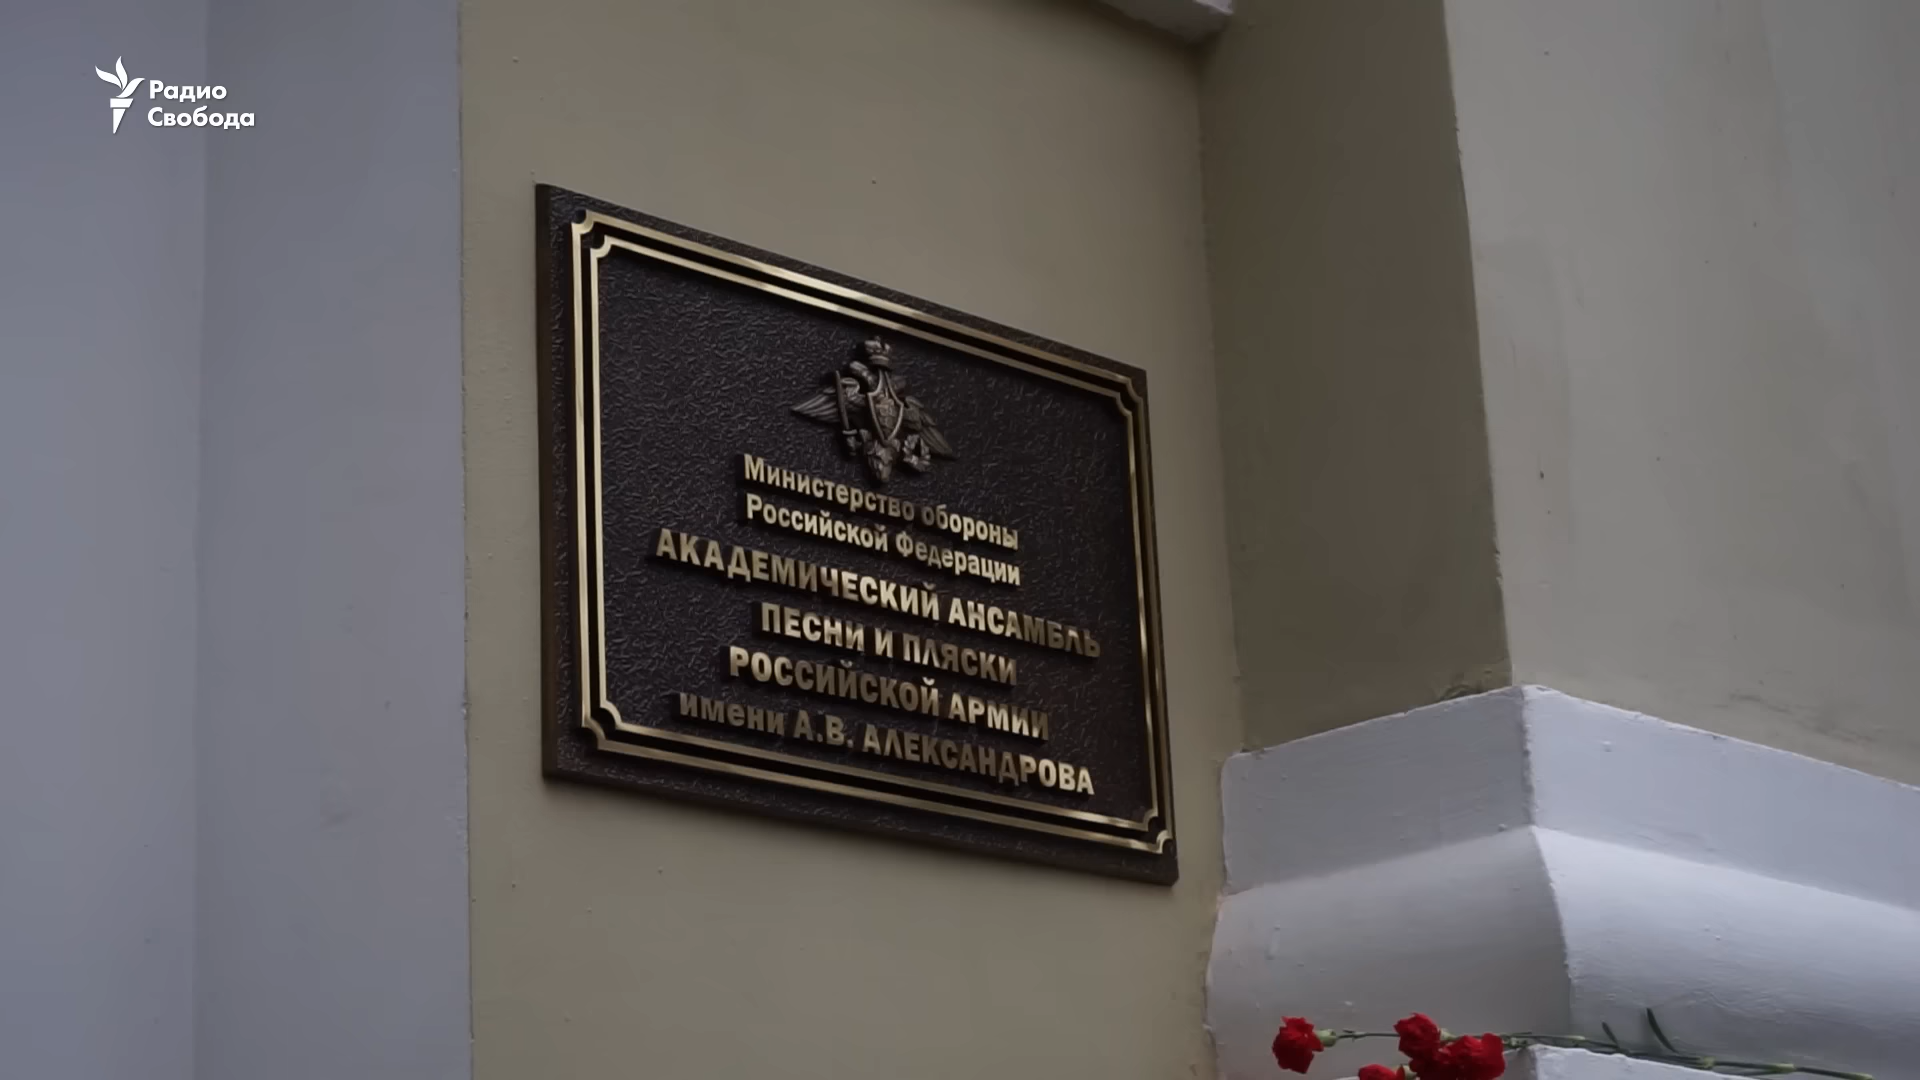 Радио
Свобода
Министерство обороны
Российской Федерации
АКАДЕМИЧЕСКИЙ АНСАМБЛЬ
ПЕСНИ И ПЛЯСКИ
РОССИЙСКОЙ АРМИИ
имени А.В. АЛЕКСАНДРОВА